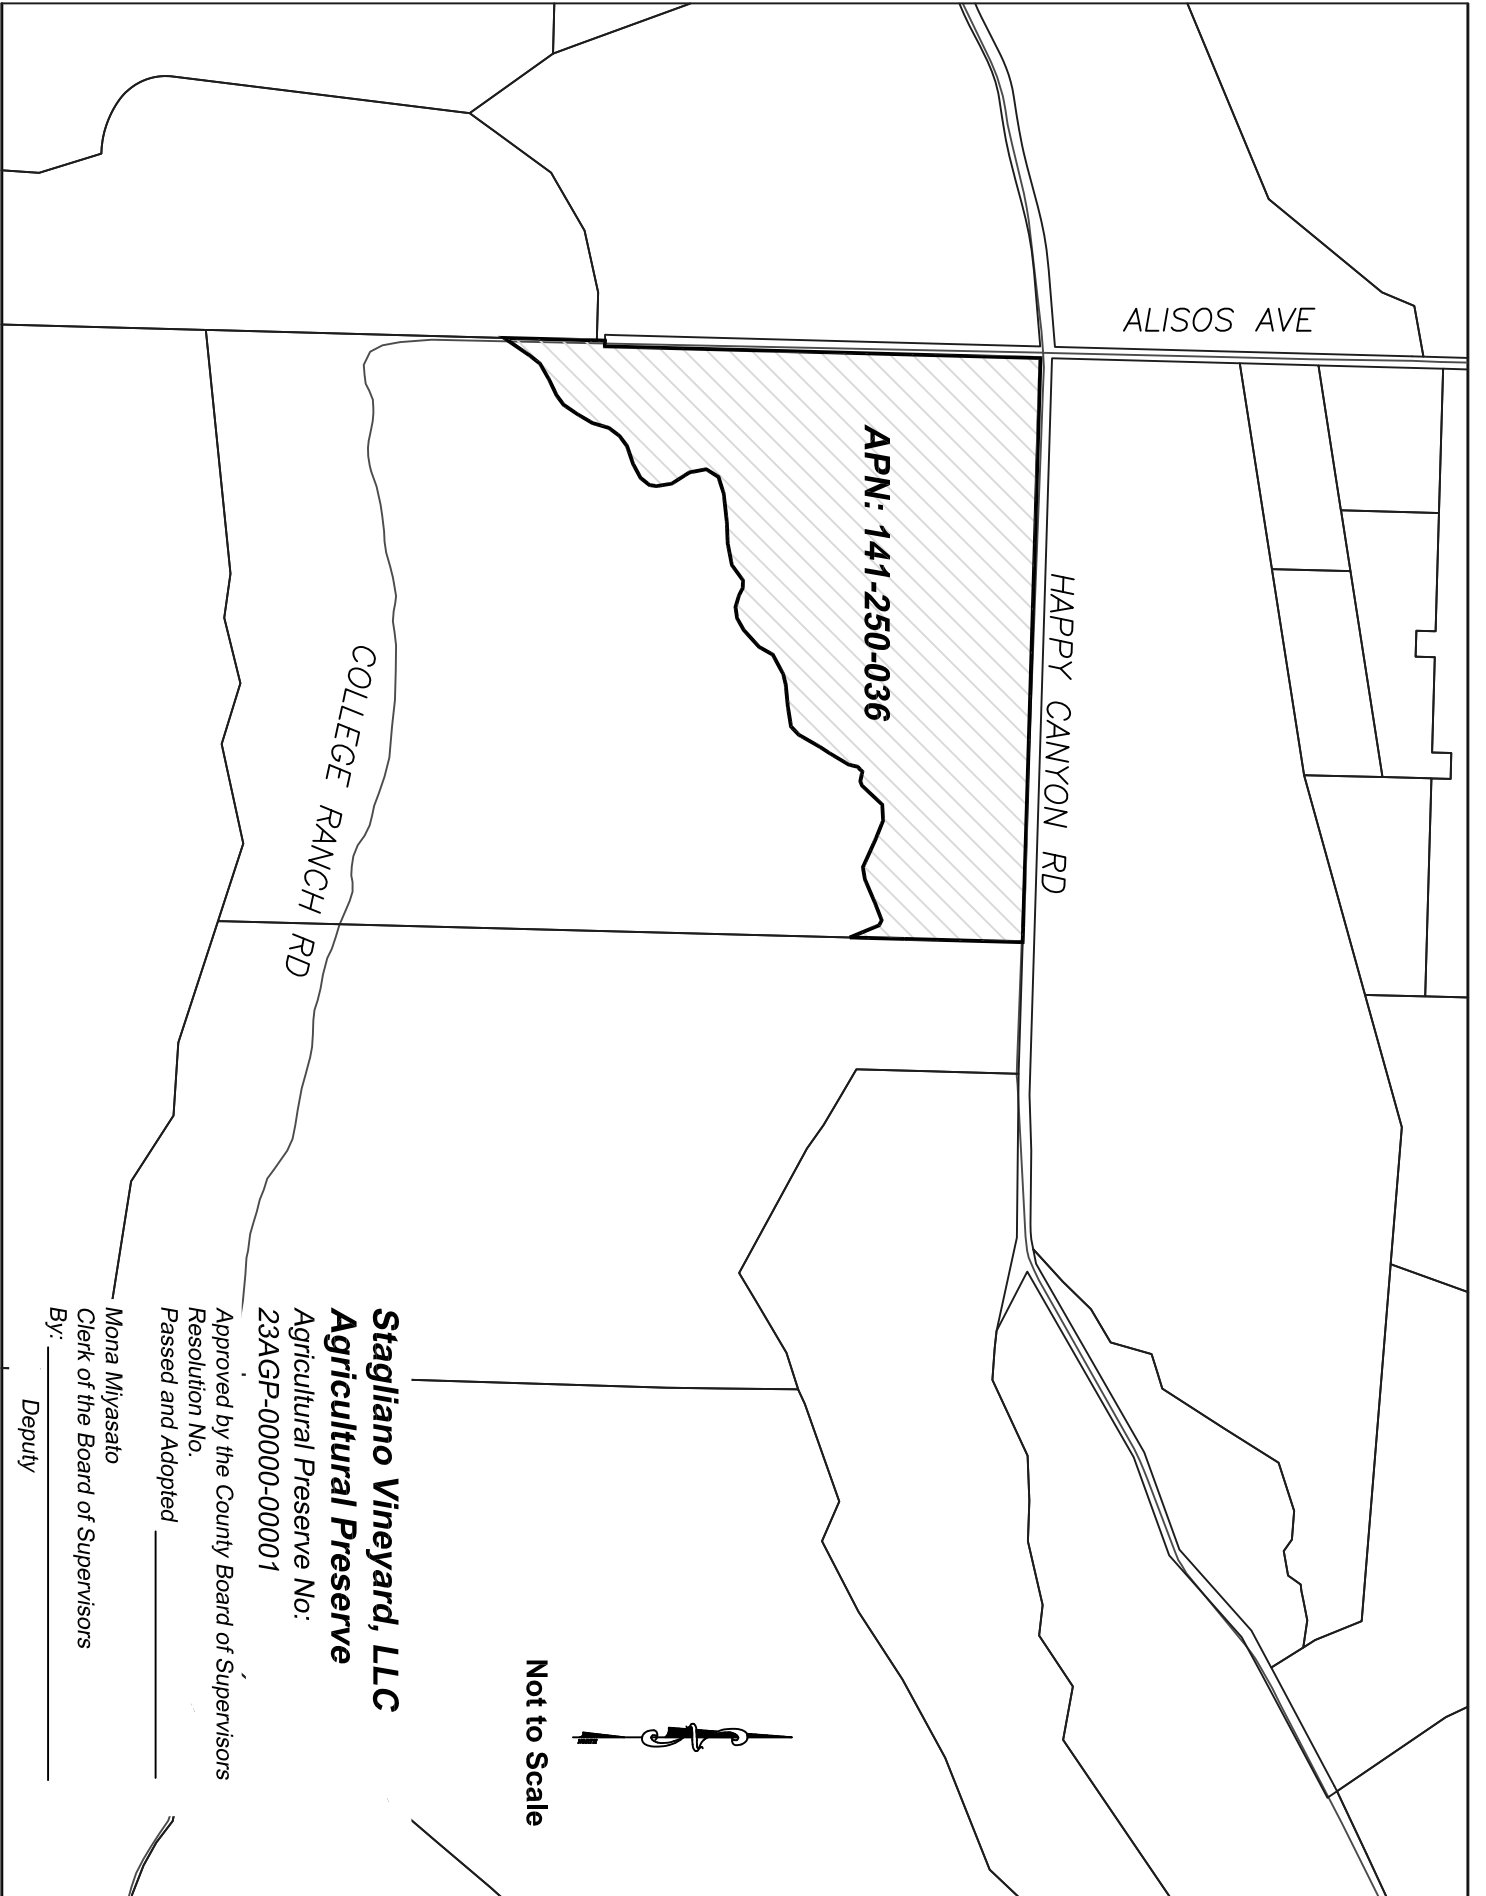 ALISOS AVE
HAPPY CANYON RD
APN: 141-250-036
COLLEGE RANCH RD
Not to Scale
Stagliano Vineyard, LLC
Agricultural Preserve
Agricultural Preserve No:
23AGP-00000-00001
Approved by the County Board of Supervisors
Resolution No.
Passed and Adopted
Mona Miyasato
Clerk of the Board of Supervisors
By:
Deputy